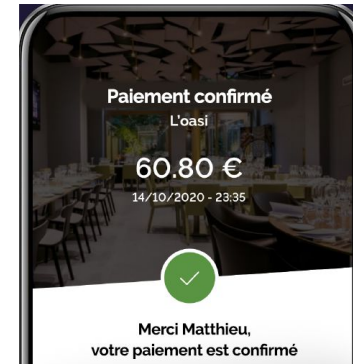 Paiement confirmé
L'oasi
60.80 €
14/10/2020 - 23:35
Merci Matthieu,
votre paiement est confirmé